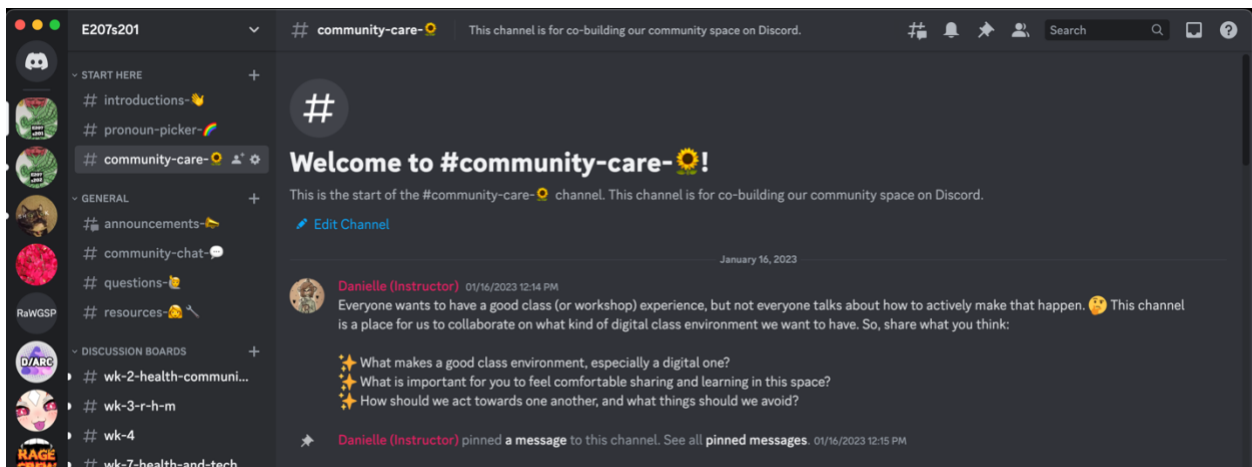 E207s201
# community-care-🌻
This channel is for co-building our community space on Discord.
Search
START HERE
# introductions-👋
# pronoun-picker-🌈
# community-care-🌻
GENERAL
announcements-📣
# community-chat-💬
# questions-🙋
# resources-👩‍🔧🔧
DISCUSSION BOARDS
# wk-2-health-communi...
# wk-3-r-h-m
# wk-4
# wk-7-health-and-tech
RaWGSP
D/ARC
RAGE
#
Welcome to #community-care-🌻!
This is the start of the #community-care-🌻 channel. This channel is for co-building our community space on Discord.
Edit Channel
January 16, 2023
Danielle (Instructor) 01/16/2023 12:14 PM
Everyone wants to have a good class (or workshop) experience, but not everyone talks about how to actively make that happen. 🤔 This channel
is a place for us to collaborate on what kind of digital class environment we want to have. So, share what you think:
✨ What makes a good class environment, especially a digital one?
✨ What is important for you to feel comfortable sharing and learning in this space?
✨ How should we act towards one another, and what things should we avoid?
Danielle (Instructor) pinned a message to this channel. See all pinned messages. 01/16/2023 12:15 PM